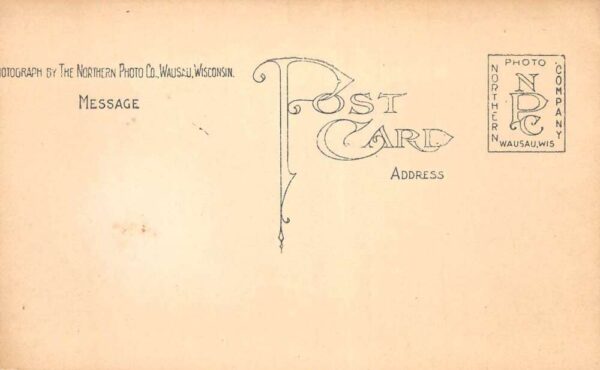 OTOGRAPH BY THE NORTHERN PHOTO CO., WAUSAU, WISCONSIN.
MESSAGE
POST
CARD
ADDRESS
PHOTO
NORTHERN
NPC
COMPANY
WAUSAU, WIS